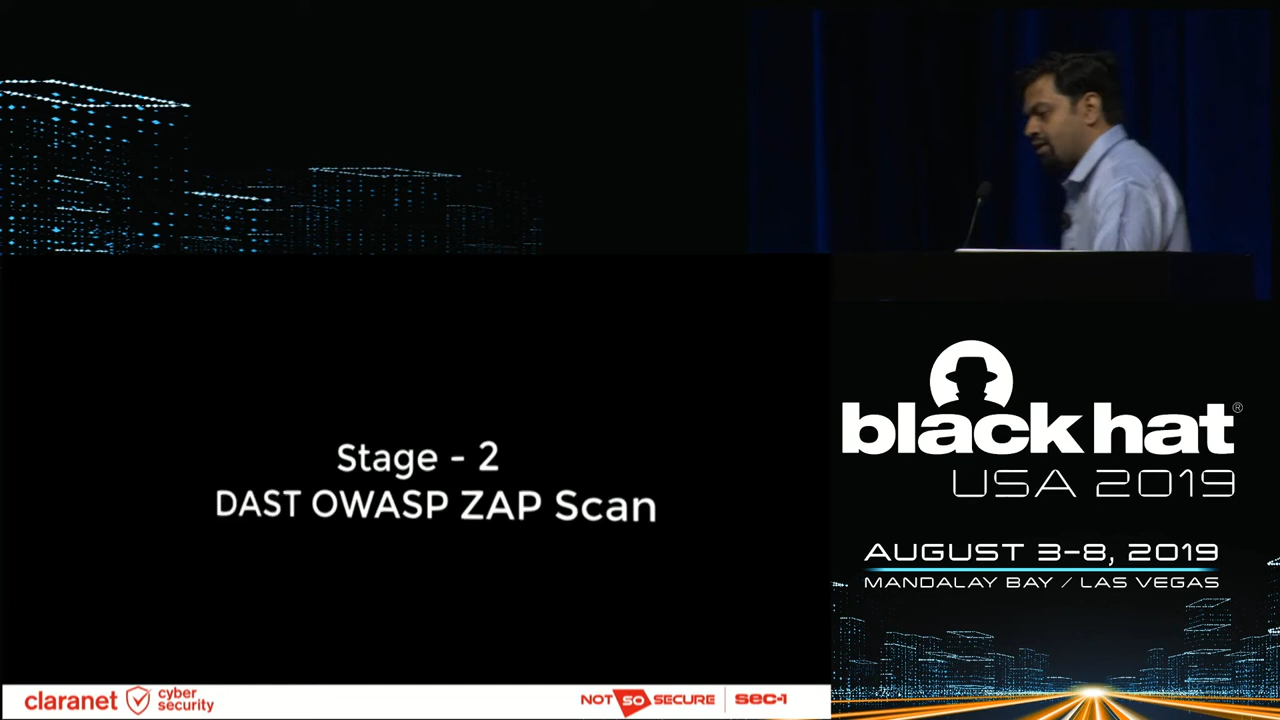 Stage - 2
DAST OWASP ZAP Scan
claranet cyber security
NOT SO SECURE sec-1
black hat®
USA 2019
AUGUST 3-8, 2019
MANDALAY BAY / LAS VEGAS